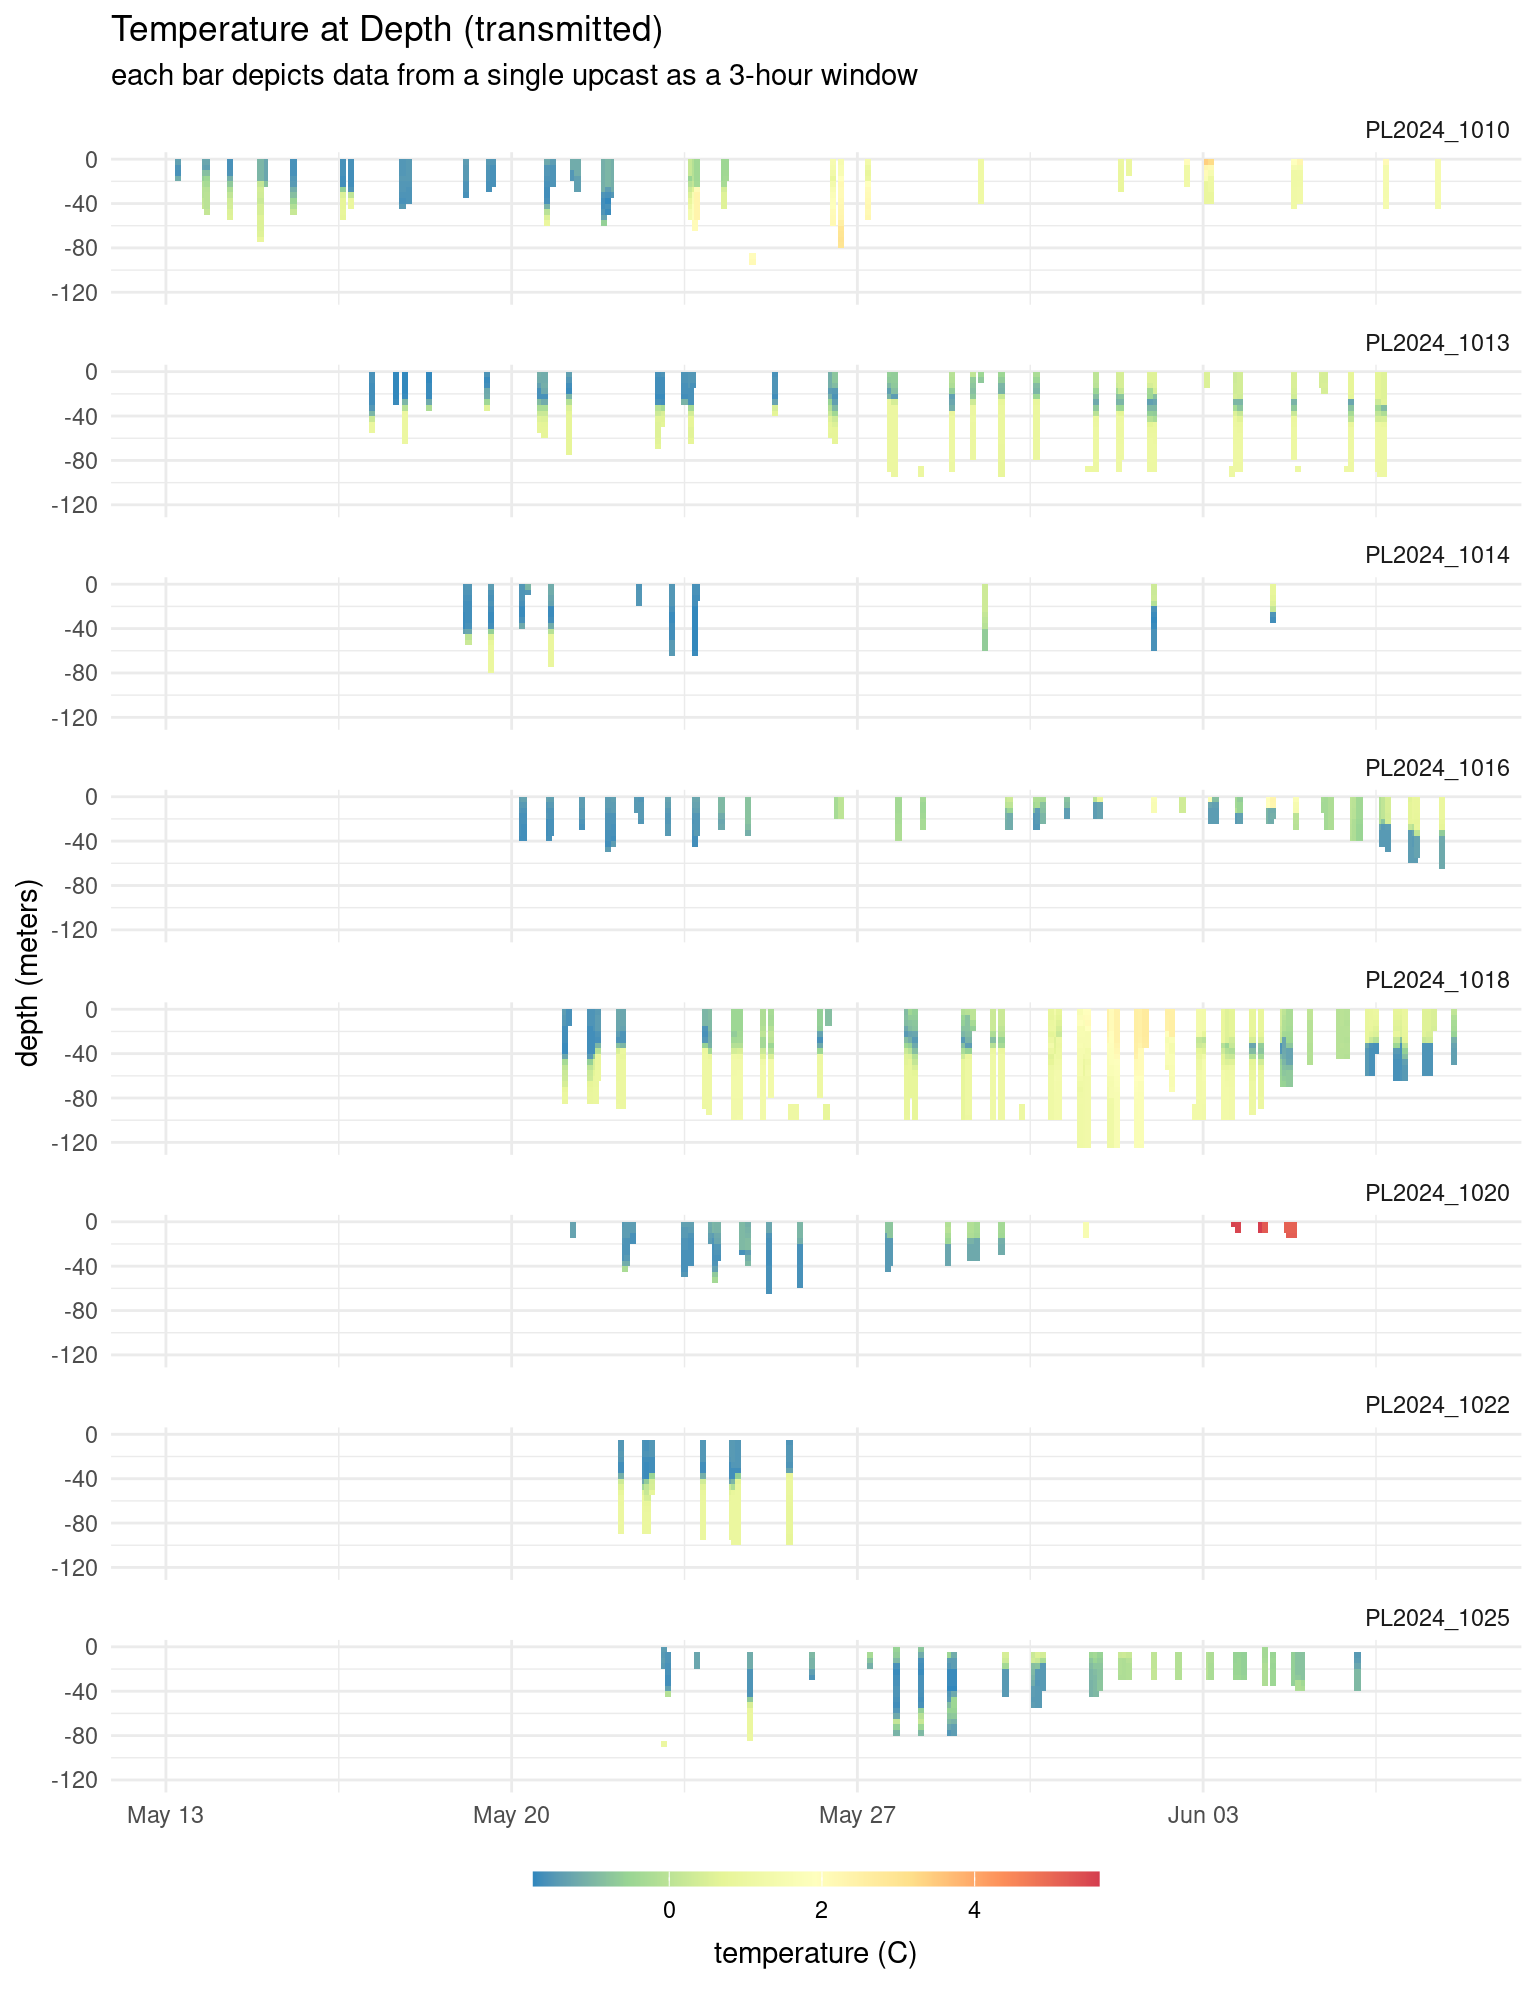 Temperature at Depth (transmitted)
each bar depicts data from a single upcast as a 3-hour window
PL2024_1010
0
-40
-80
-120
PL2024_1013
0
-40
-80
-120
PL2024_1014
0
-40
-80
-120
PL2024_1016
0
-40
-80
-120
depth (meters)
PL2024_1018
0
-40
-80
-120
PL2024_1020
0
-40
-80
-120
PL2024_1022
0
-40
-80
-120
PL2024_1025
0
-40
-80
-120
May 13 May 20 May 27 Jun 03
0 2 4
temperature (C)